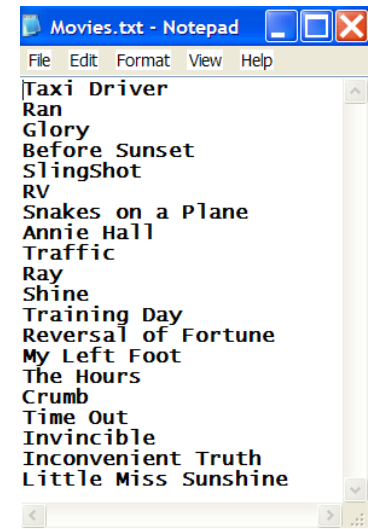 Movies.txt - Notepad
File Edit Format View Help
Taxi Driver
Ran
Glory
Before Sunset
SlingShot
RV
Snakes on a Plane
Annie Hall
Traffic
Ray
Shine
Training Day
Reversal of Fortune
My Left Foot
The Hours
Crumb
Time Out
Invincible
Inconvenient Truth
Little Miss Sunshine